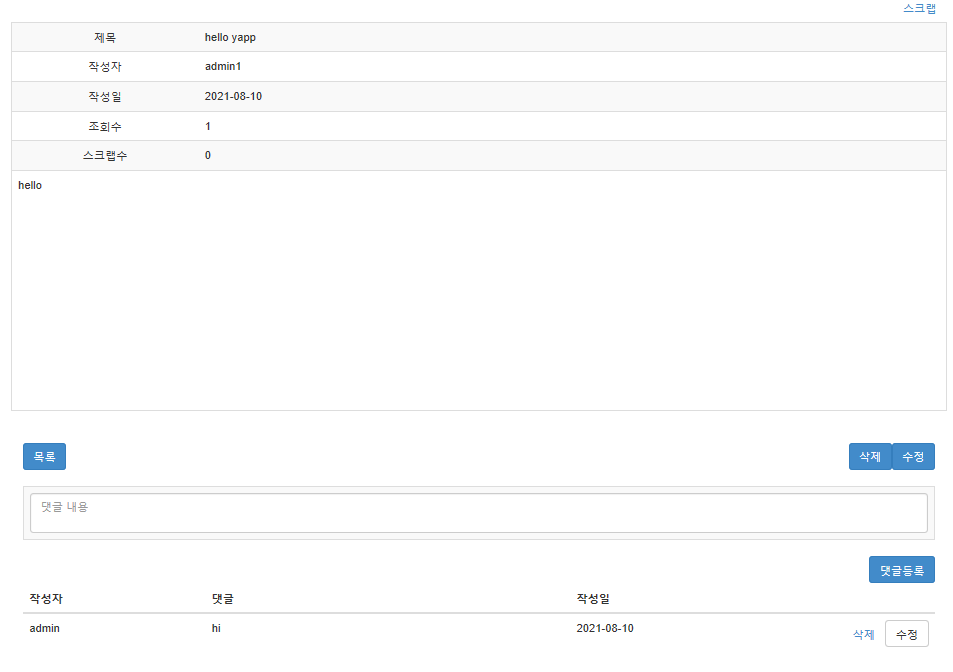 스크랩
제목 hello yapp
작성자 admin1
작성일 2021-08-10
조회수 1
스크랩수 0
hello
목록 삭제 수정
댓글 내용
댓글등록
작성자 댓글 작성일
admin hi 2021-08-10 삭제 수정